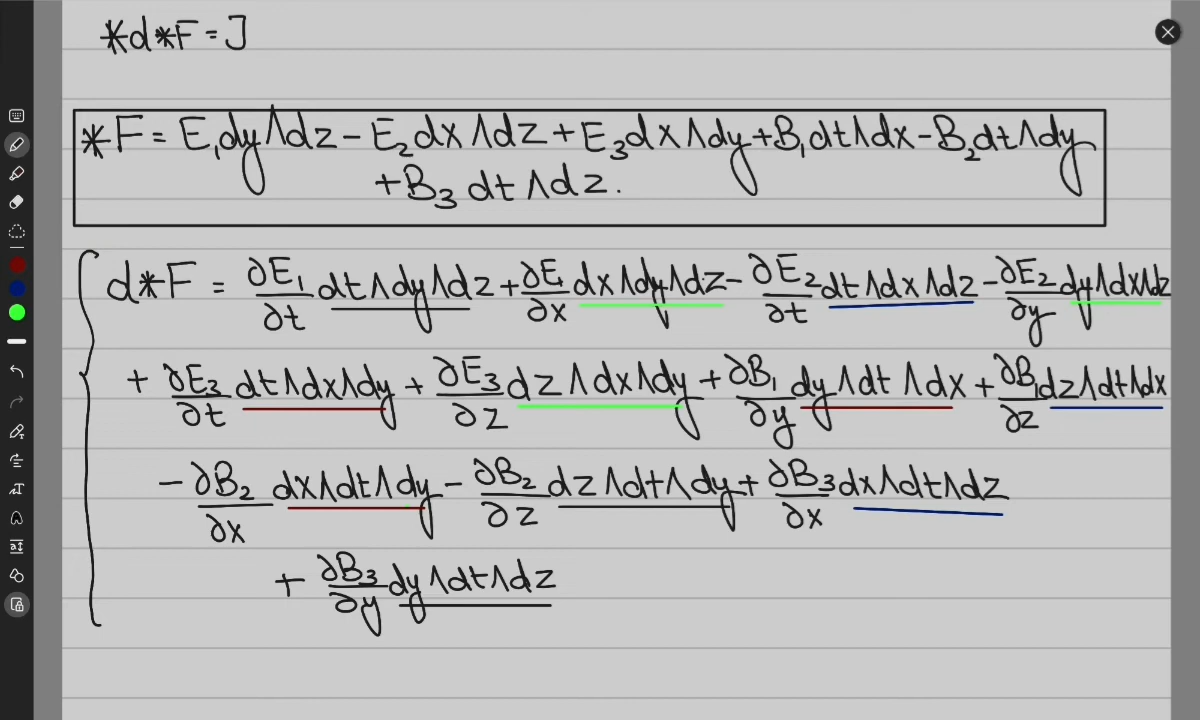 *d*F = J
*F = E₁dy∧dz − E₂dx∧dz + E₃dx∧dy + B₁dt∧dx − B₂dt∧dy
+ B₃ dt∧dz.
d*F = ∂E₁/∂t dt∧dy∧dz + ∂E₁/∂x dx∧dy∧dz − ∂E₂/∂t dt∧dx∧dz − ∂E₂/∂y dy∧dx∧dz
+ ∂E₃/∂t dt∧dx∧dy + ∂E₃/∂z dz∧dx∧dy + ∂B₁/∂y dy∧dt∧dx + ∂B₁/∂z dz∧dt∧dx
− ∂B₂/∂x dx∧dt∧dy − ∂B₂/∂z dz∧dt∧dy + ∂B₃/∂x dx∧dt∧dz
+ ∂B₃/∂y dy∧dt∧dz